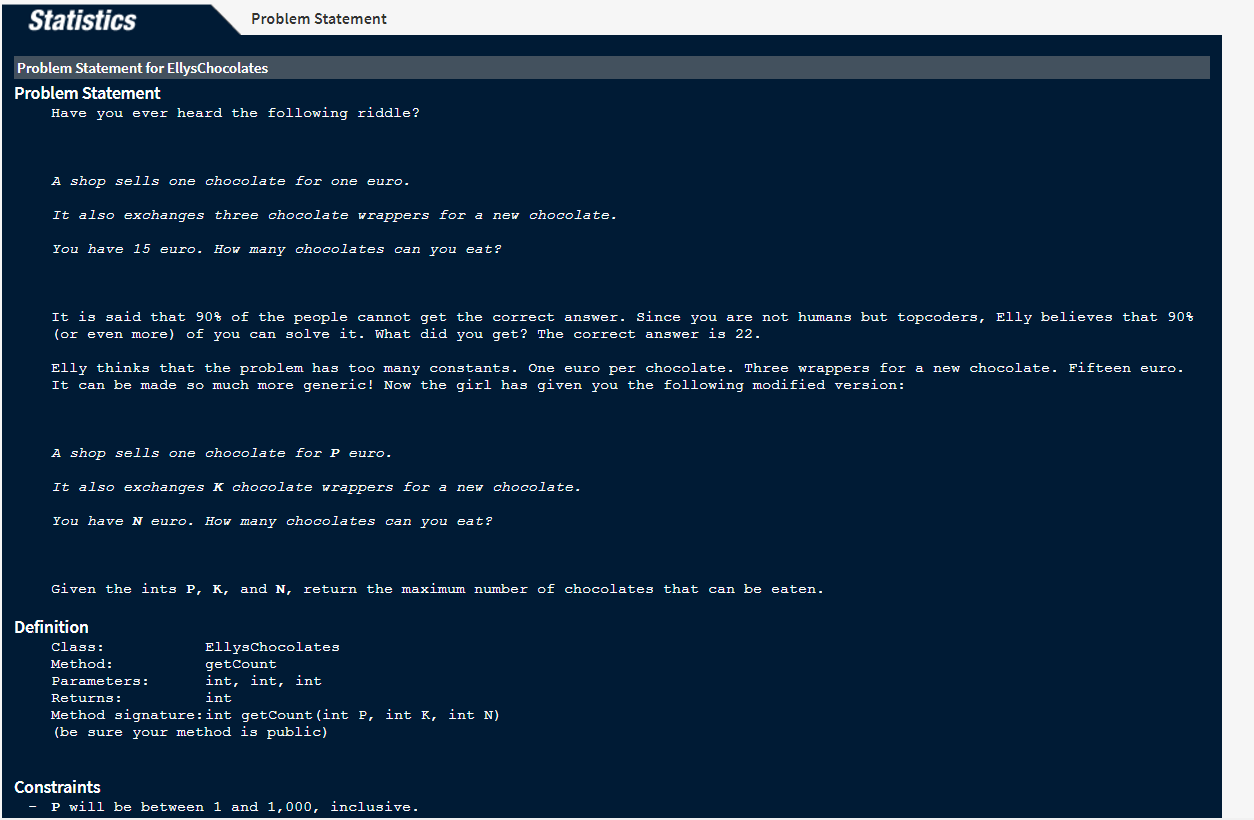 Statistics
Problem Statement
Problem Statement for EllysChocolates
Problem Statement
Have you ever heard the following riddle?
A shop sells one chocolate for one euro.
It also exchanges three chocolate wrappers for a new chocolate.
You have 15 euro. How many chocolates can you eat?
It is said that 90% of the people cannot get the correct answer. Since you are not humans but topcoders, Elly believes that 90%
(or even more) of you can solve it. What did you get? The correct answer is 22.
Elly thinks that the problem has too many constants. One euro per chocolate. Three wrappers for a new chocolate. Fifteen euro.
It can be made so much more generic! Now the girl has given you the following modified version:
A shop sells one chocolate for P euro.
It also exchanges K chocolate wrappers for a new chocolate.
You have N euro. How many chocolates can you eat?
Given the ints P, K, and N, return the maximum number of chocolates that can be eaten.
Definition
Class: EllysChocolates
Method: getCount
Parameters: int, int, int
Returns: int
Method signature: int getCount(int P, int K, int N)
(be sure your method is public)
Constraints
- P will be between 1 and 1,000, inclusive.